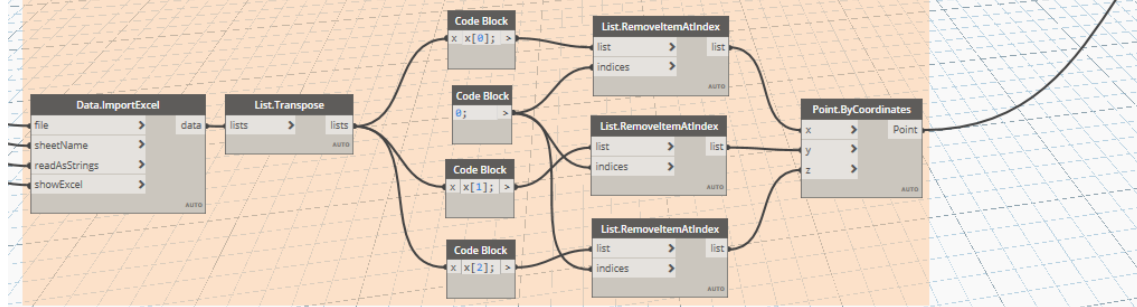 Data.ImportExcel
file > data
sheetName >
readAsStrings >
showExcel >
AUTO
List.Transpose
lists > lists
AUTO
Code Block
x x[0]; >
Code Block
0; >
Code Block
x x[1]; >
Code Block
x x[2]; >
List.RemoveItemAtIndex
list > list
indices >
AUTO
List.RemoveItemAtIndex
list > list
indices >
AUTO
List.RemoveItemAtIndex
list > list
indices >
AUTO
Point.ByCoordinates
x > Point
y >
z >
AUTO